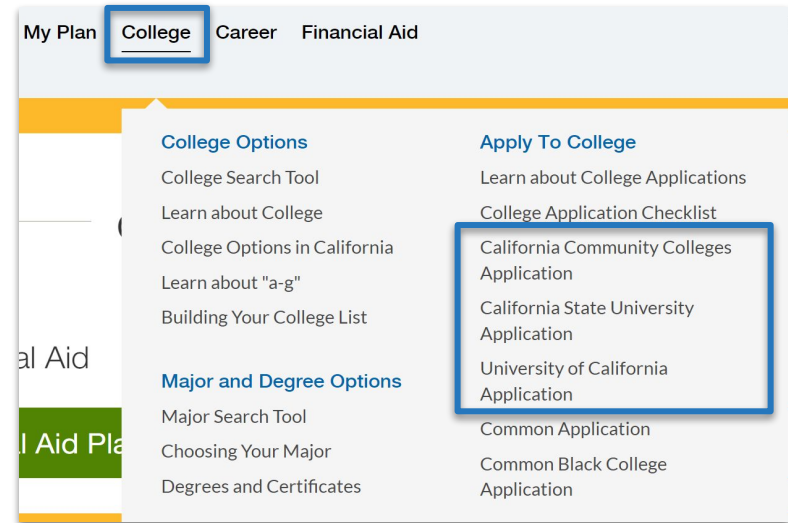 My Plan College Career Financial Aid
College Options
College Search Tool
Learn about College
College Options in California
Learn about "a-g"
Building Your College List
Major and Degree Options
Major Search Tool
Choosing Your Major
Degrees and Certificates
Apply To College
Learn about College Applications
College Application Checklist
California Community Colleges
Application
California State University
Application
University of California
Application
Common Application
Common Black College
Application
al Aid
l Aid Pla